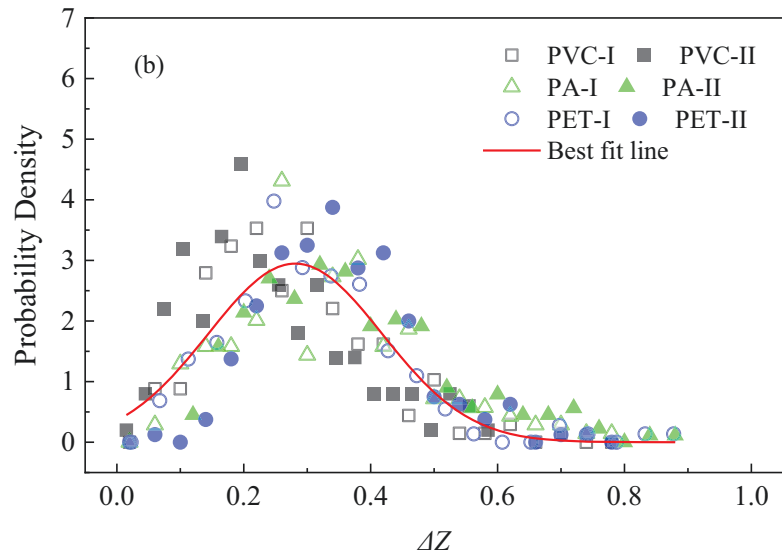 7
6
5
4
3
2
1
0
Probability Density
(b)
PVC-I PVC-II
PA-I PA-II
PET-I PET-II
Best fit line
0.0 0.2 0.4 0.6 0.8 1.0
ΔZ